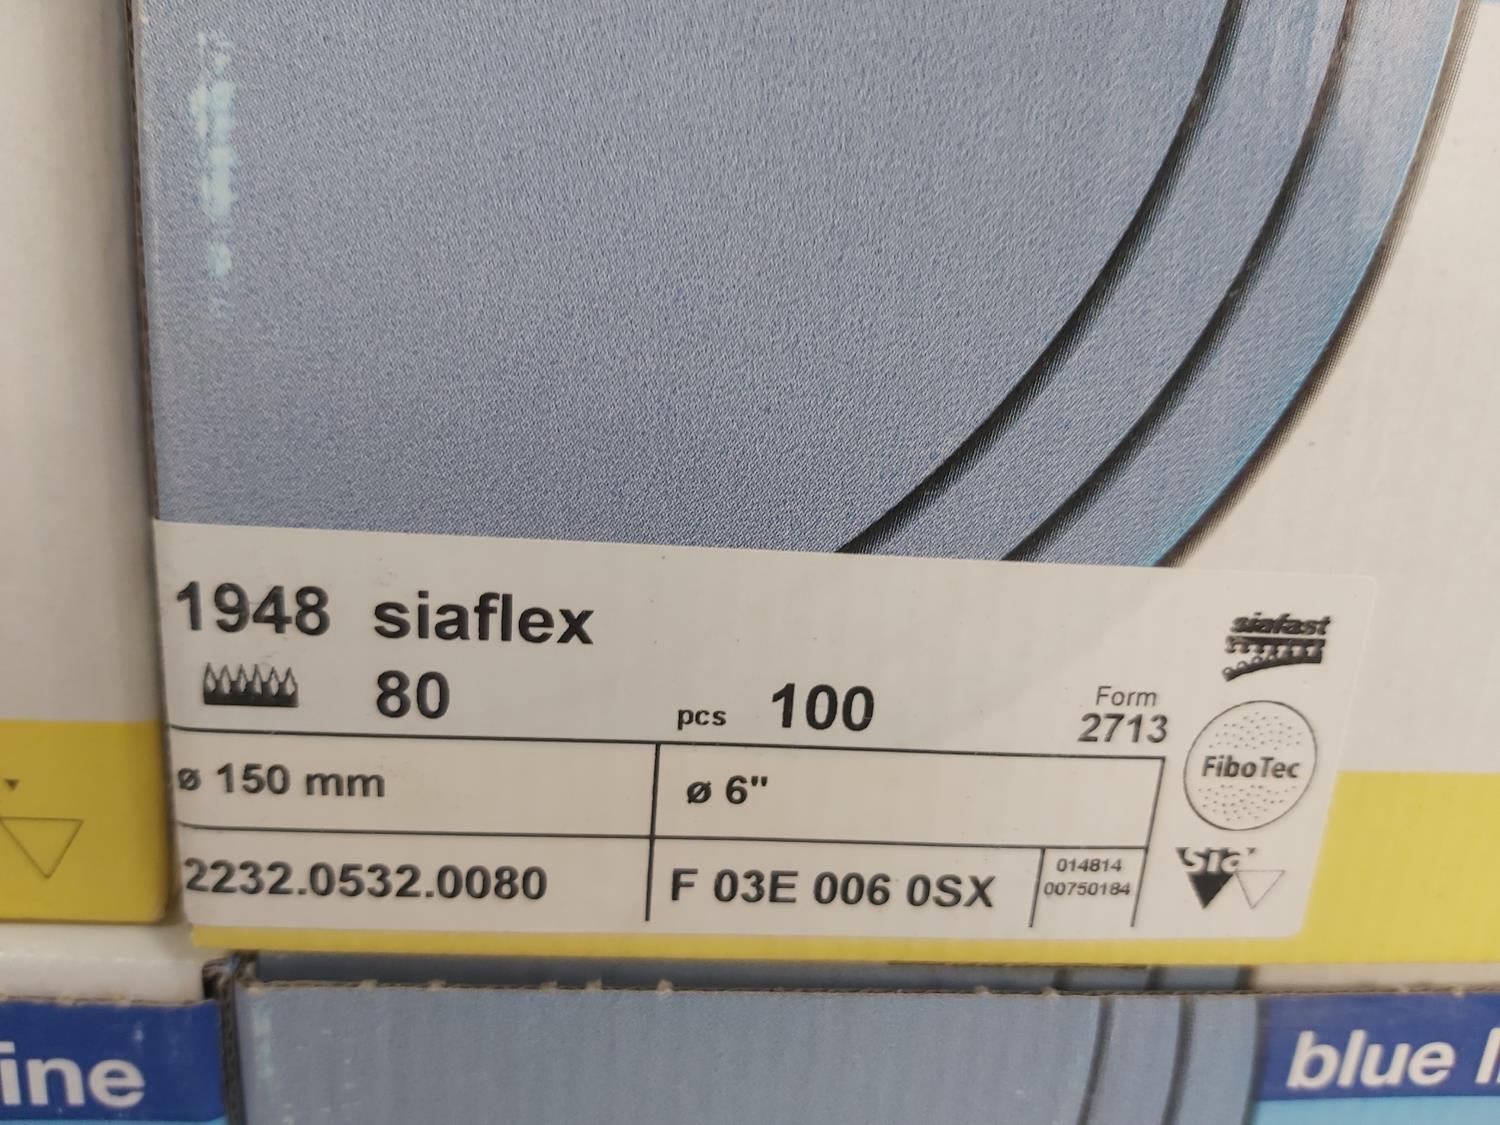 1948 siaflex
80 pcs 100
Form
2713
siafast
FiboTec
ø 150 mm ø 6"
2232.0532.0080 F 03E 006 0SX
014814
00750184
sia
ine
blue